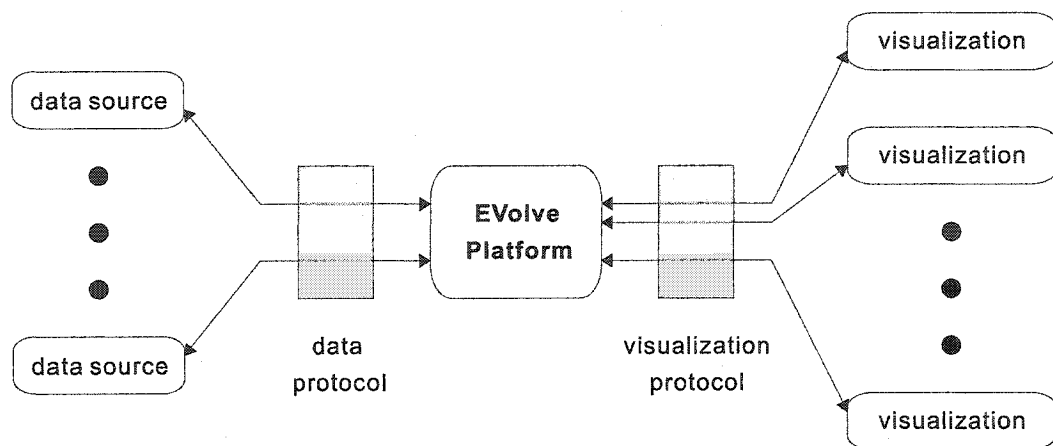 data source
data source
data
protocol
EVolve
Platform
visualization
protocol
visualization
visualization
visualization